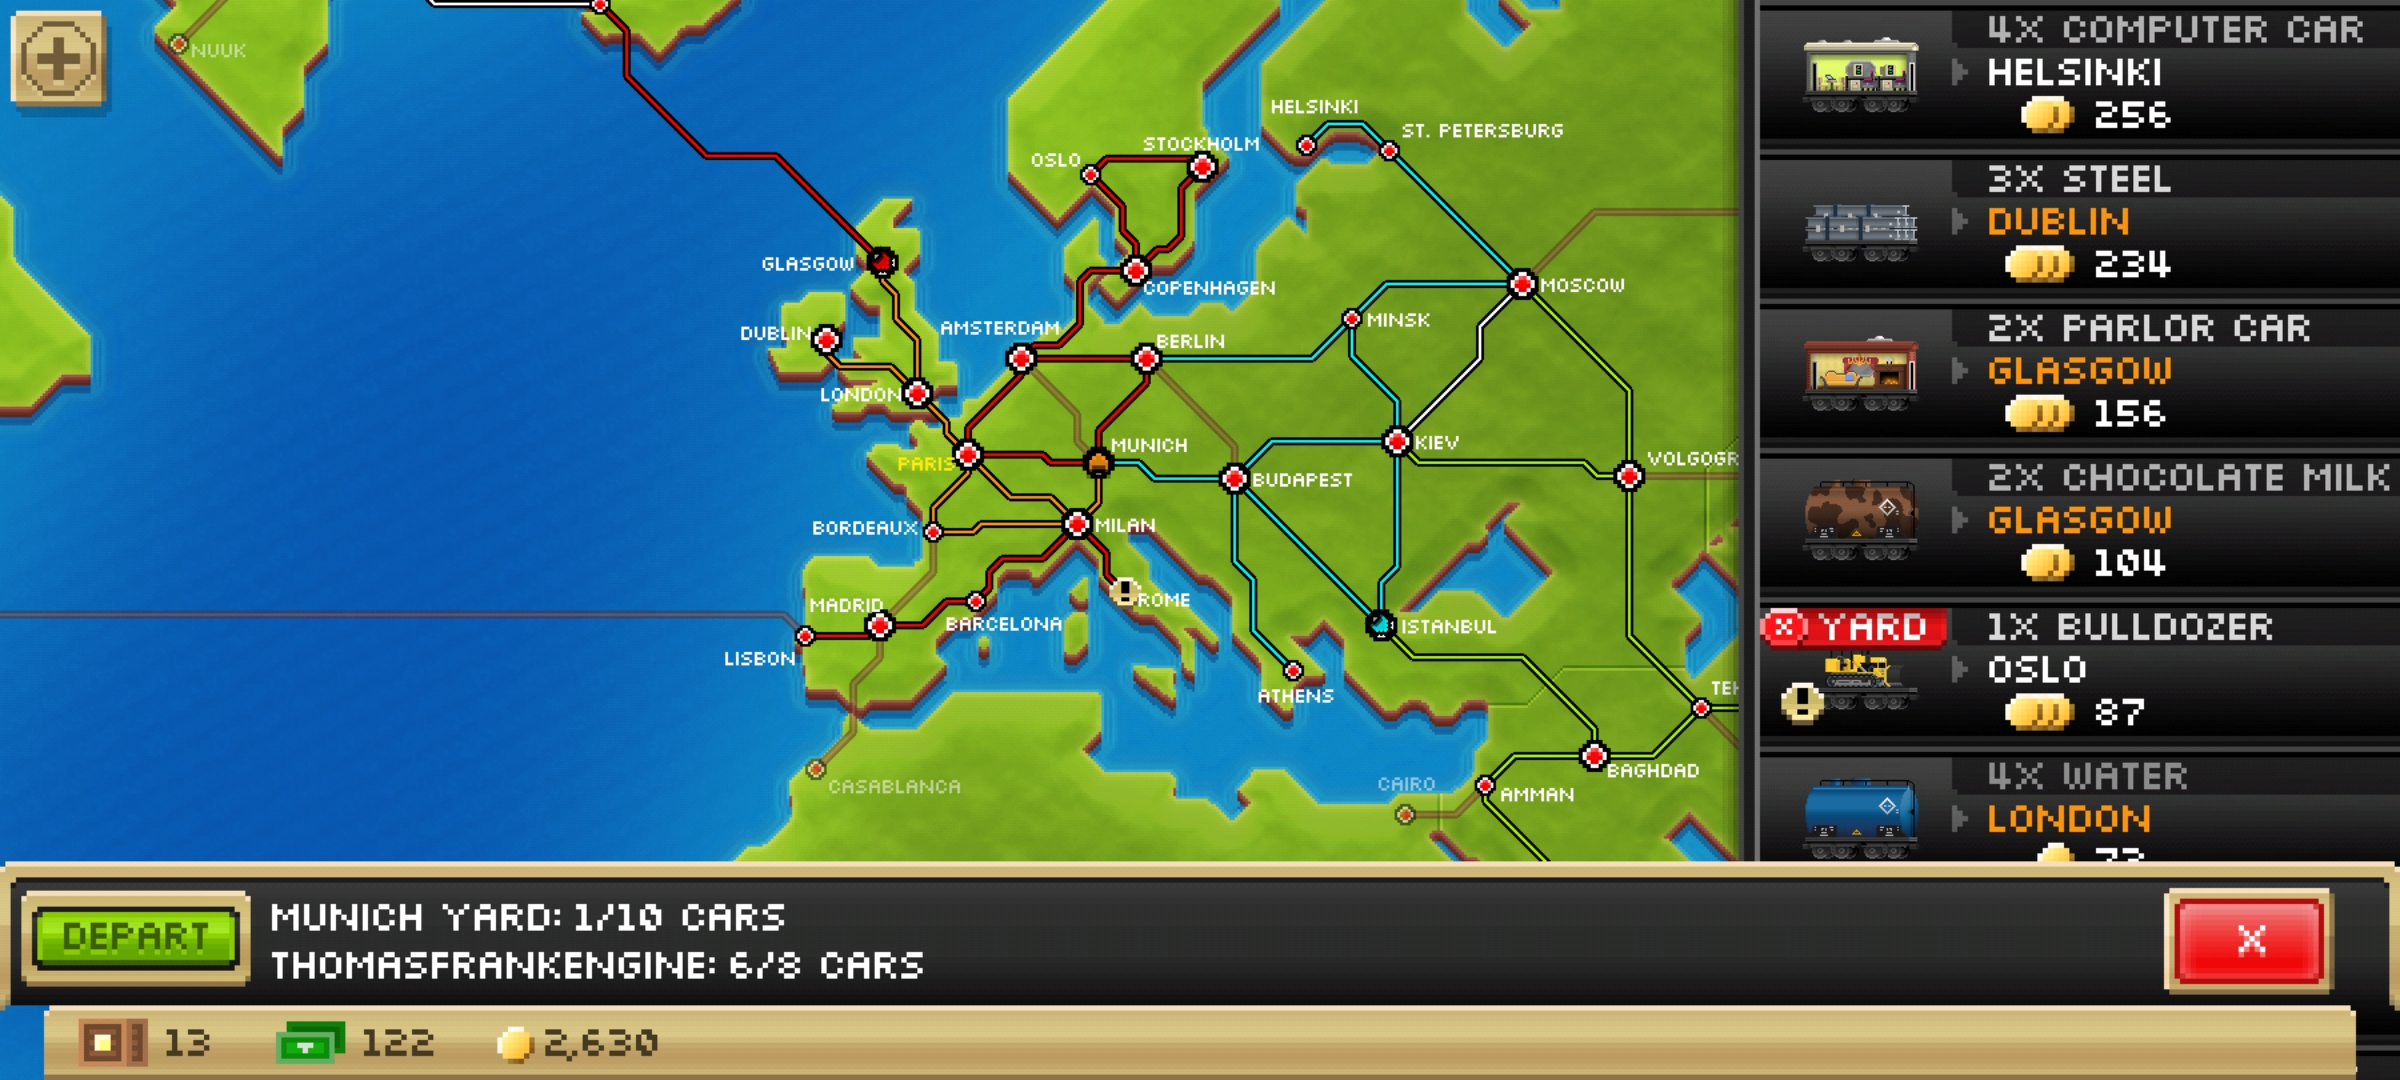 NUUK
HELSINKI
ST. PETERSBURG
STOCKHOLM
OSLO
GLASGOW
COPENHAGEN
MOSCOW
DUBLIN
AMSTERDAM
BERLIN
MINSK
LONDON
MUNICH
KIEV
PARIS
VOLGOGR
BUDAPEST
BORDEAUX
MILAN
MADRID
ROME
BARCELONA
ISTANBUL
LISBON
ATHENS
TEH
BAGHDAD
CASABLANCA
CAIRO
AMMAN
4X COMPUTER CAR
HELSINKI
256
3X STEEL
DUBLIN
234
2X PARLOR CAR
GLASGOW
156
2X CHOCOLATE MILK
GLASGOW
104
X YARD
1X BULLDOZER
OSLO
87
4X WATER
LONDON
DEPART
MUNICH YARD: 1/10 CARS
THOMASFRANKENGINE: 6/8 CARS
X
13
122
2,630